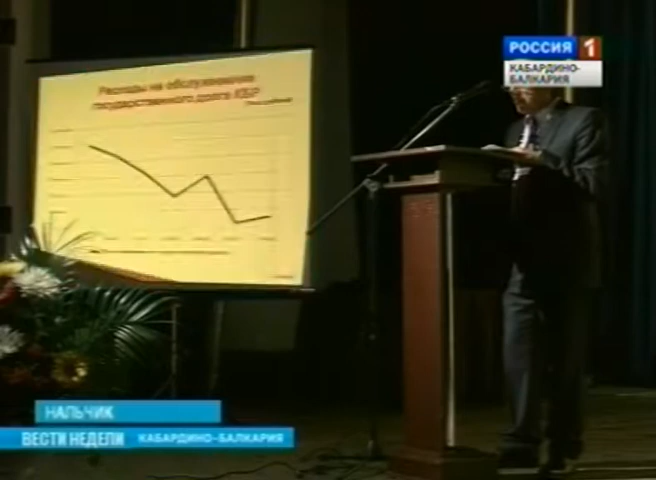 Расходы на обслуживание
государственного долга КБР
РОССИЯ 1
КАБАРДИНО-
БАЛКАРИЯ
НАЛЬЧИК
ВЕСТИ НЕДЕЛИ КАБАРДИНО-БАЛКАРИЯ